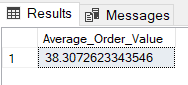 Results Messages
Average_Order_Value
1 38.3072623343546